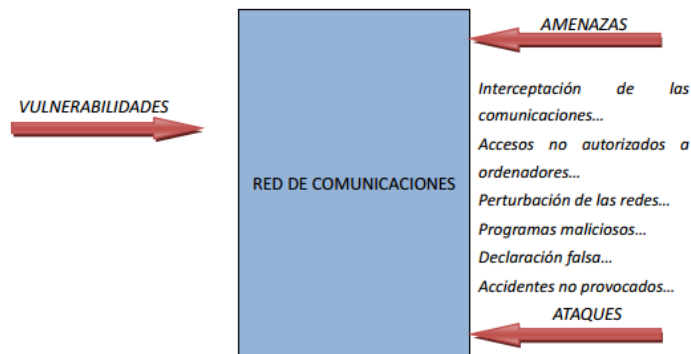 VULNERABILIDADES
RED DE COMUNICACIONES
AMENAZAS
Interceptación de las
comunicaciones…
Accesos no autorizados a
ordenadores…
Perturbación de las redes…
Programas maliciosos…
Declaración falsa…
Accidentes no provocados…
ATAQUES